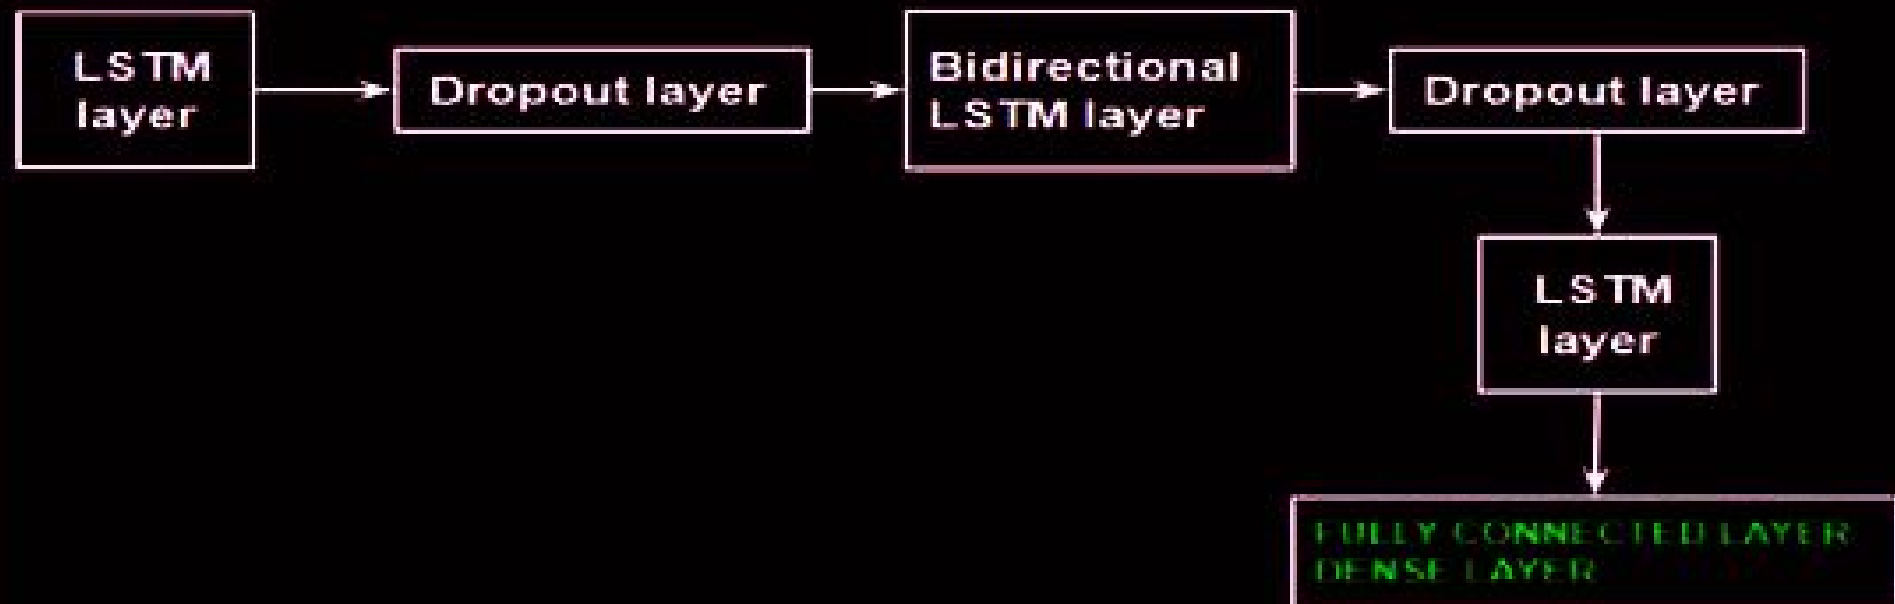 LSTM
layer
Dropout layer
Bidirectional
LSTM layer
Dropout layer
LSTM
layer
FULLY CONNECTED LAYER
DENSE LAYER